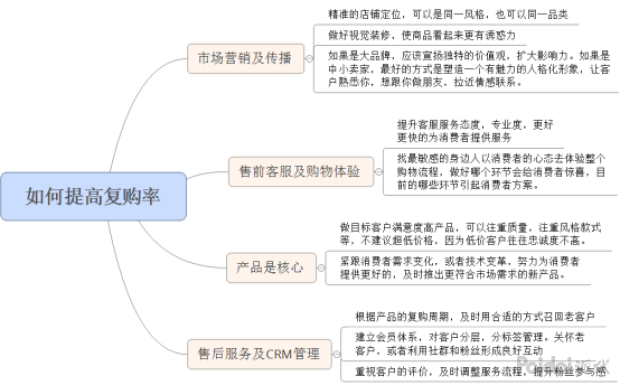 精准的店铺定位，可以是同一风格，也可以同一品类
做好视觉装修，使商品看起来更有诱惑力
市场营销及传播
如果是大品牌，应该宣扬独特的价值观，扩大影响力。如果是
中小卖家，最好的方式是塑造一个有魅力的人格化形象，让客
户熟悉你，想跟你做朋友，拉近情感联系。
提升客服服务态度，专业度，更好
更快的为消费者提供服务
售前客服及购物体验
找最敏感的身边人以消费者的心态去体验整个
购物流程，做好哪个环节会给消费者惊喜，目
前的哪些环节引起消费者方案。
如何提高复购率
做目标客户满意度高产品，可以注重质量，注重风格款式
等，不建议超低价格，因为低价客户往往忠诚度不高。
产品是核心
紧跟消费者需求变化，或者技术变革，努力为消费者
提供更好的，及时推出更符合市场需求的新产品。
根据产品的复购周期，及时用合适的方式召回老客户
售后服务及CRM管理
建立会员体系，对客户分层，分标签管理，关怀老
客户，或者利用社群和粉丝形成良好互动
重视客户的评价，及时调整服务流程，提升粉丝参与感